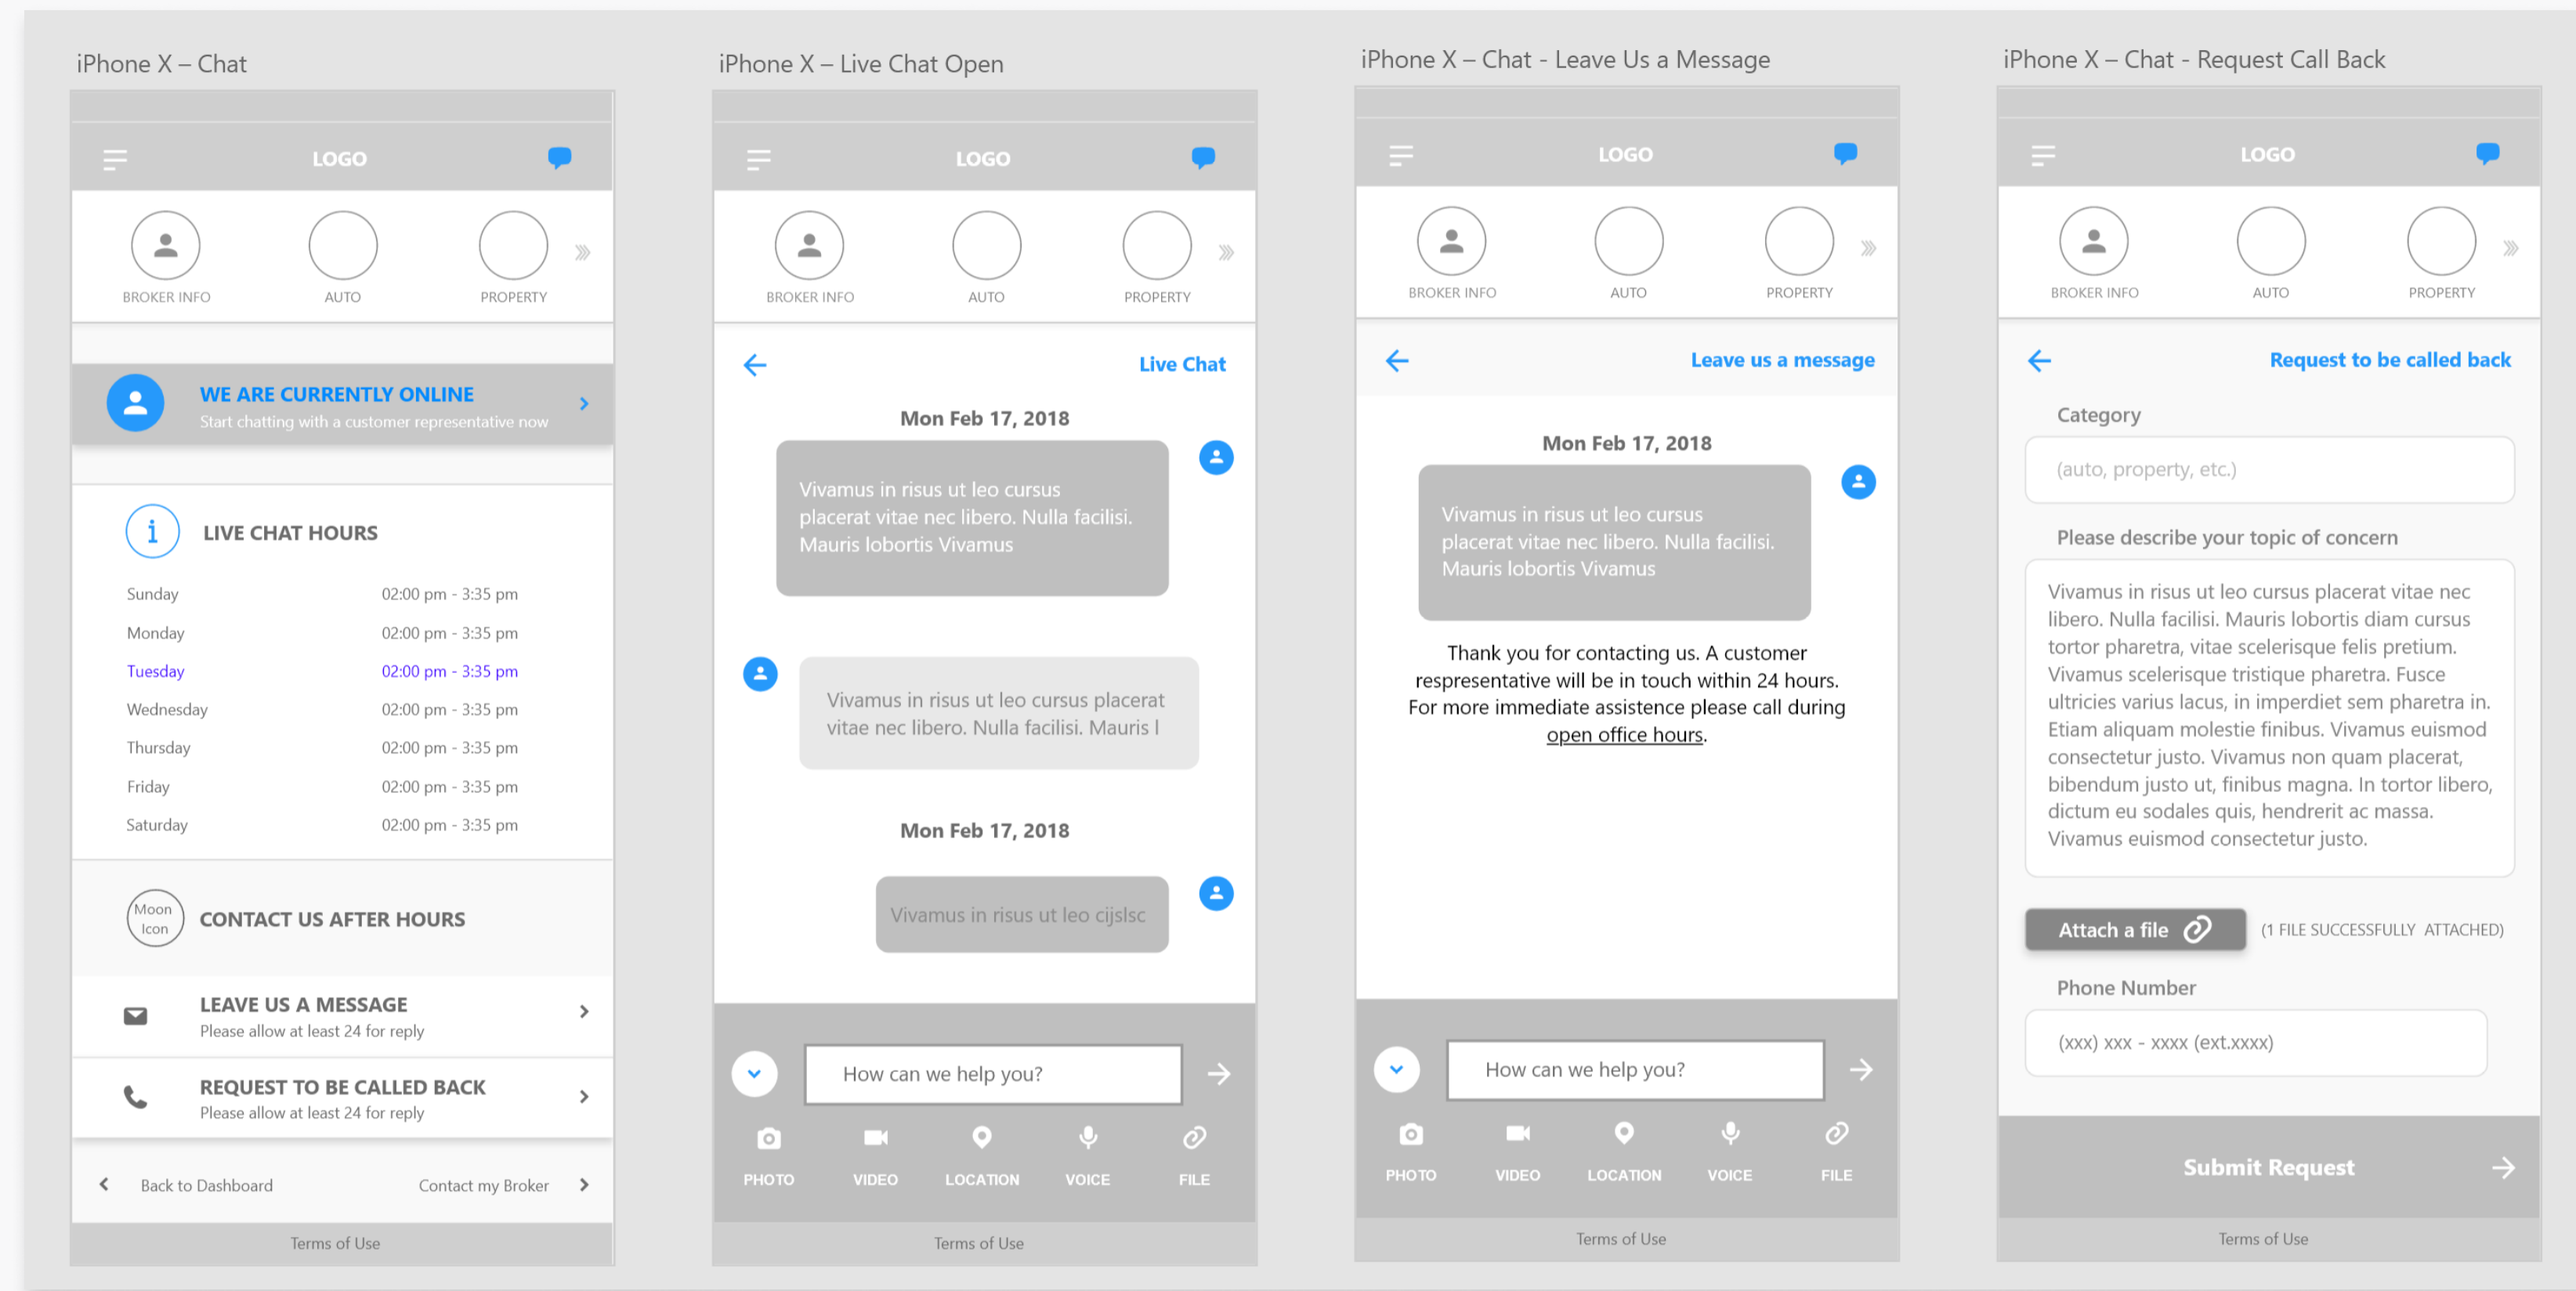 iPhone X – Chat
LOGO
BROKER INFO
AUTO
PROPERTY
WE ARE CURRENTLY ONLINE
Start chatting with a customer representative now
i
LIVE CHAT HOURS
Sunday 02:00 pm - 3:35 pm
Monday 02:00 pm - 3:35 pm
Tuesday 02:00 pm - 3:35 pm
Wednesday 02:00 pm - 3:35 pm
Thursday 02:00 pm - 3:35 pm
Friday 02:00 pm - 3:35 pm
Saturday 02:00 pm - 3:35 pm
Moon
Icon
CONTACT US AFTER HOURS
LEAVE US A MESSAGE
Please allow at least 24 for reply
REQUEST TO BE CALLED BACK
Please allow at least 24 for reply
Back to Dashboard
Contact my Broker
Terms of Use
iPhone X – Live Chat Open
LOGO
BROKER INFO
AUTO
PROPERTY
Live Chat
Mon Feb 17, 2018
Vivamus in risus ut leo cursus
placerat vitae nec libero. Nulla facilisi.
Mauris lobortis Vivamus
Vivamus in risus ut leo cursus placerat
vitae nec libero. Nulla facilisi. Mauris l
Mon Feb 17, 2018
Vivamus in risus ut leo cijslsc
How can we help you?
PHOTO
VIDEO
LOCATION
VOICE
FILE
Terms of Use
iPhone X – Chat - Leave Us a Message
LOGO
BROKER INFO
AUTO
PROPERTY
Leave us a message
Mon Feb 17, 2018
Vivamus in risus ut leo cursus
placerat vitae nec libero. Nulla facilisi.
Mauris lobortis Vivamus
Thank you for contacting us. A customer
respresentative will be in touch within 24 hours.
For more immediate assistence please call during
open office hours.
How can we help you?
PHOTO
VIDEO
LOCATION
VOICE
FILE
Terms of Use
iPhone X – Chat - Request Call Back
LOGO
BROKER INFO
AUTO
PROPERTY
Request to be called back
Category
(auto, property, etc.)
Please describe your topic of concern
Vivamus in risus ut leo cursus placerat vitae nec
libero. Nulla facilisi. Mauris lobortis diam cursus
tortor pharetra, vitae scelerisque felis pretium.
Vivamus scelerisque tristique pharetra. Fusce
ultricies varius lacus, in imperdiet sem pharetra in.
Etiam aliquam molestie finibus. Vivamus euismod
consectetur justo. Vivamus non quam placerat,
bibendum justo ut, finibus magna. In tortor libero,
dictum eu sodales quis, hendrerit ac massa.
Vivamus euismod consectetur justo.
Attach a file
(1 FILE SUCCESSFULLY ATTACHED)
Phone Number
(xxx) xxx - xxxx (ext.xxxx)
Submit Request
Terms of Use